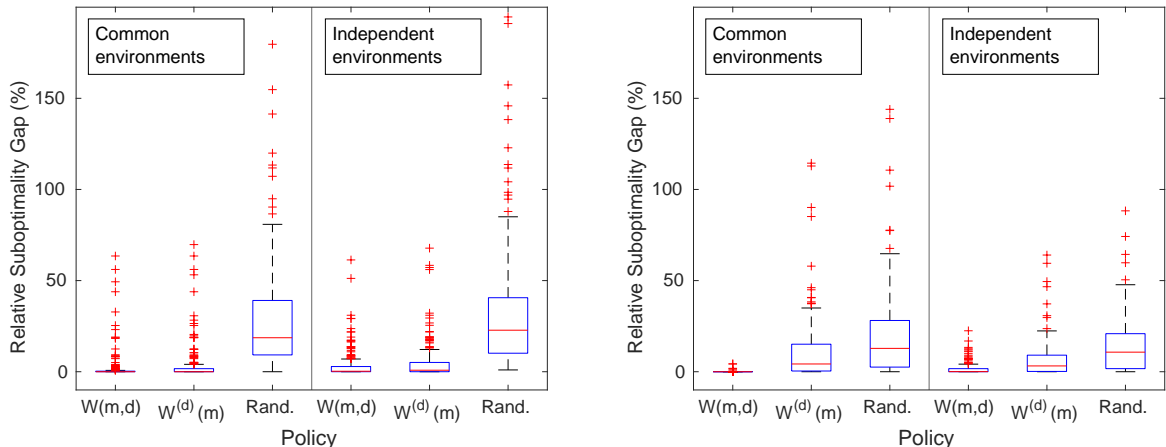 Common
environments
Independent
environments
Relative Suboptimality Gap (%)
150
100
50
0
W(m,d)
W(d)(m)
Rand.
W(m,d)
W(d)(m)
Rand.
Policy
Common
environments
Independent
environments
Relative Suboptimality Gap (%)
150
100
50
0
W(m,d)
W(d)(m)
Rand.
W(m,d)
W(d)(m)
Rand.
Policy